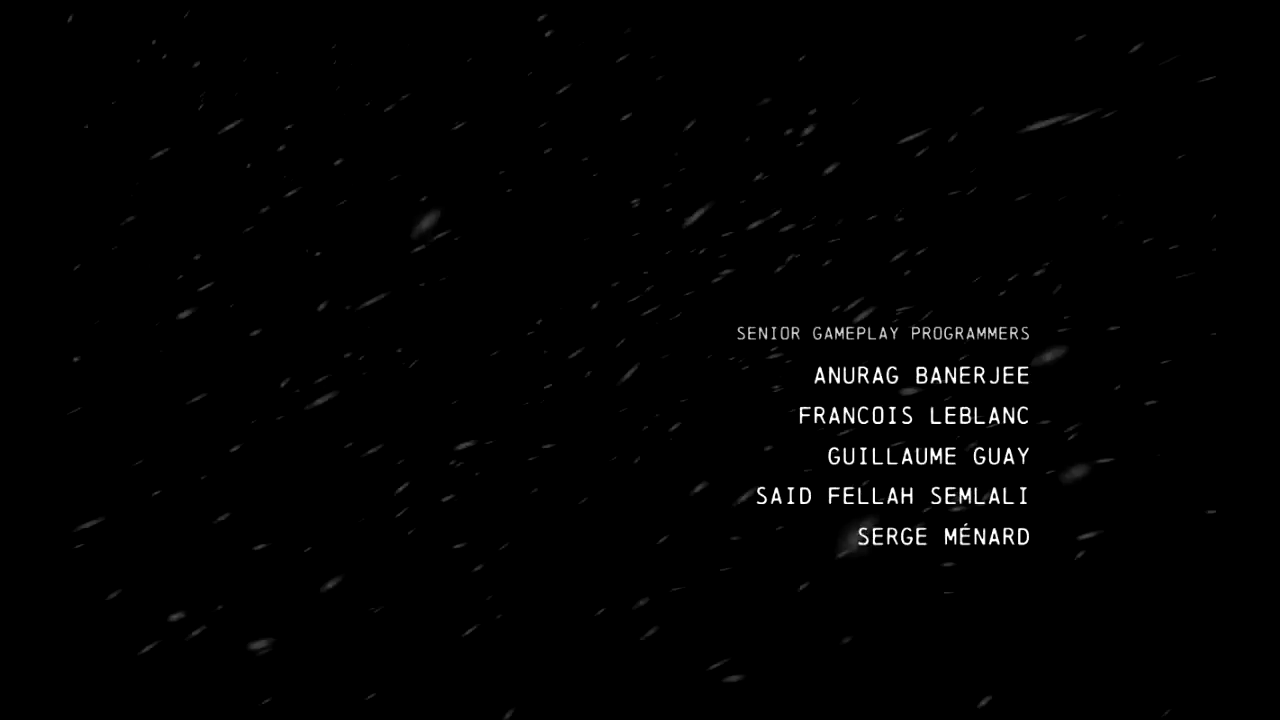 SENIOR GAMEPLAY PROGRAMMERS
ANURAG BANERJEE
FRANCOIS LEBLANC
GUILLAUME GUAY
SAID FELLAH SEMLALI
SERGE MÉNARD